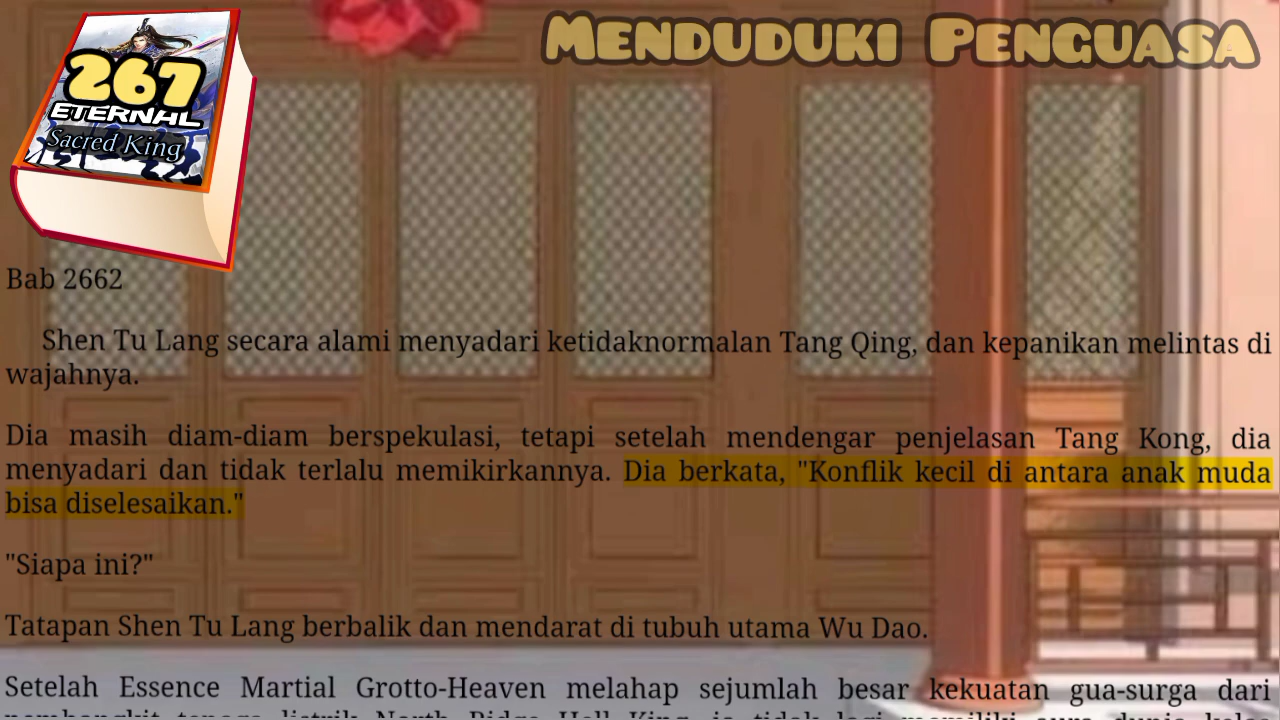 MENDUDUKI PENGUASA
267
ETERNAL
Sacred King
Bab 2662
Shen Tu Lang secara alami menyadari ketidaknormalan Tang Qing, dan kepanikan melintas di
wajahnya.
Dia masih diam-diam berspekulasi, tetapi setelah mendengar penjelasan Tang Kong, dia
menyadari dan tidak terlalu memikirkannya. Dia berkata, "Konflik kecil di antara anak muda
bisa diselesaikan."
"Siapa ini?"
Tatapan Shen Tu Lang berbalik dan mendarat di tubuh utama Wu Dao.
Setelah Essence Martial Grotto-Heaven melahap sejumlah besar kekuatan gua-surga dari